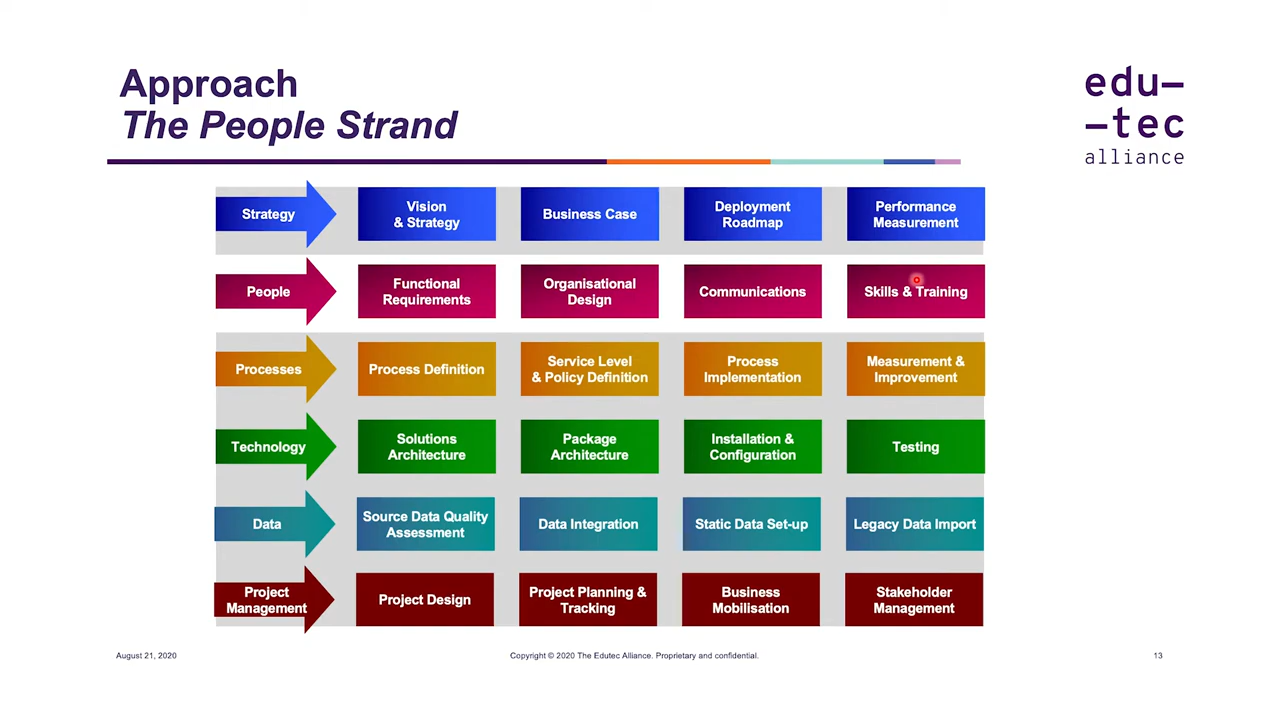 Approach
The People Strand
edu–
–tec
alliance
Strategy
Vision
& Strategy
Business Case
Deployment
Roadmap
Performance
Measurement
People
Functional
Requirements
Organisational
Design
Communications
Skills & Training
Processes
Process Definition
Service Level
& Policy Definition
Process
Implementation
Measurement &
Improvement
Technology
Solutions
Architecture
Package
Architecture
Installation &
Configuration
Testing
Data
Source Data Quality
Assessment
Data Integration
Static Data Set-up
Legacy Data Import
Project
Management
Project Design
Project Planning &
Tracking
Business
Mobilisation
Stakeholder
Management
August 21, 2020
Copyright © 2020 The Edutec Alliance. Proprietary and confidential.
13